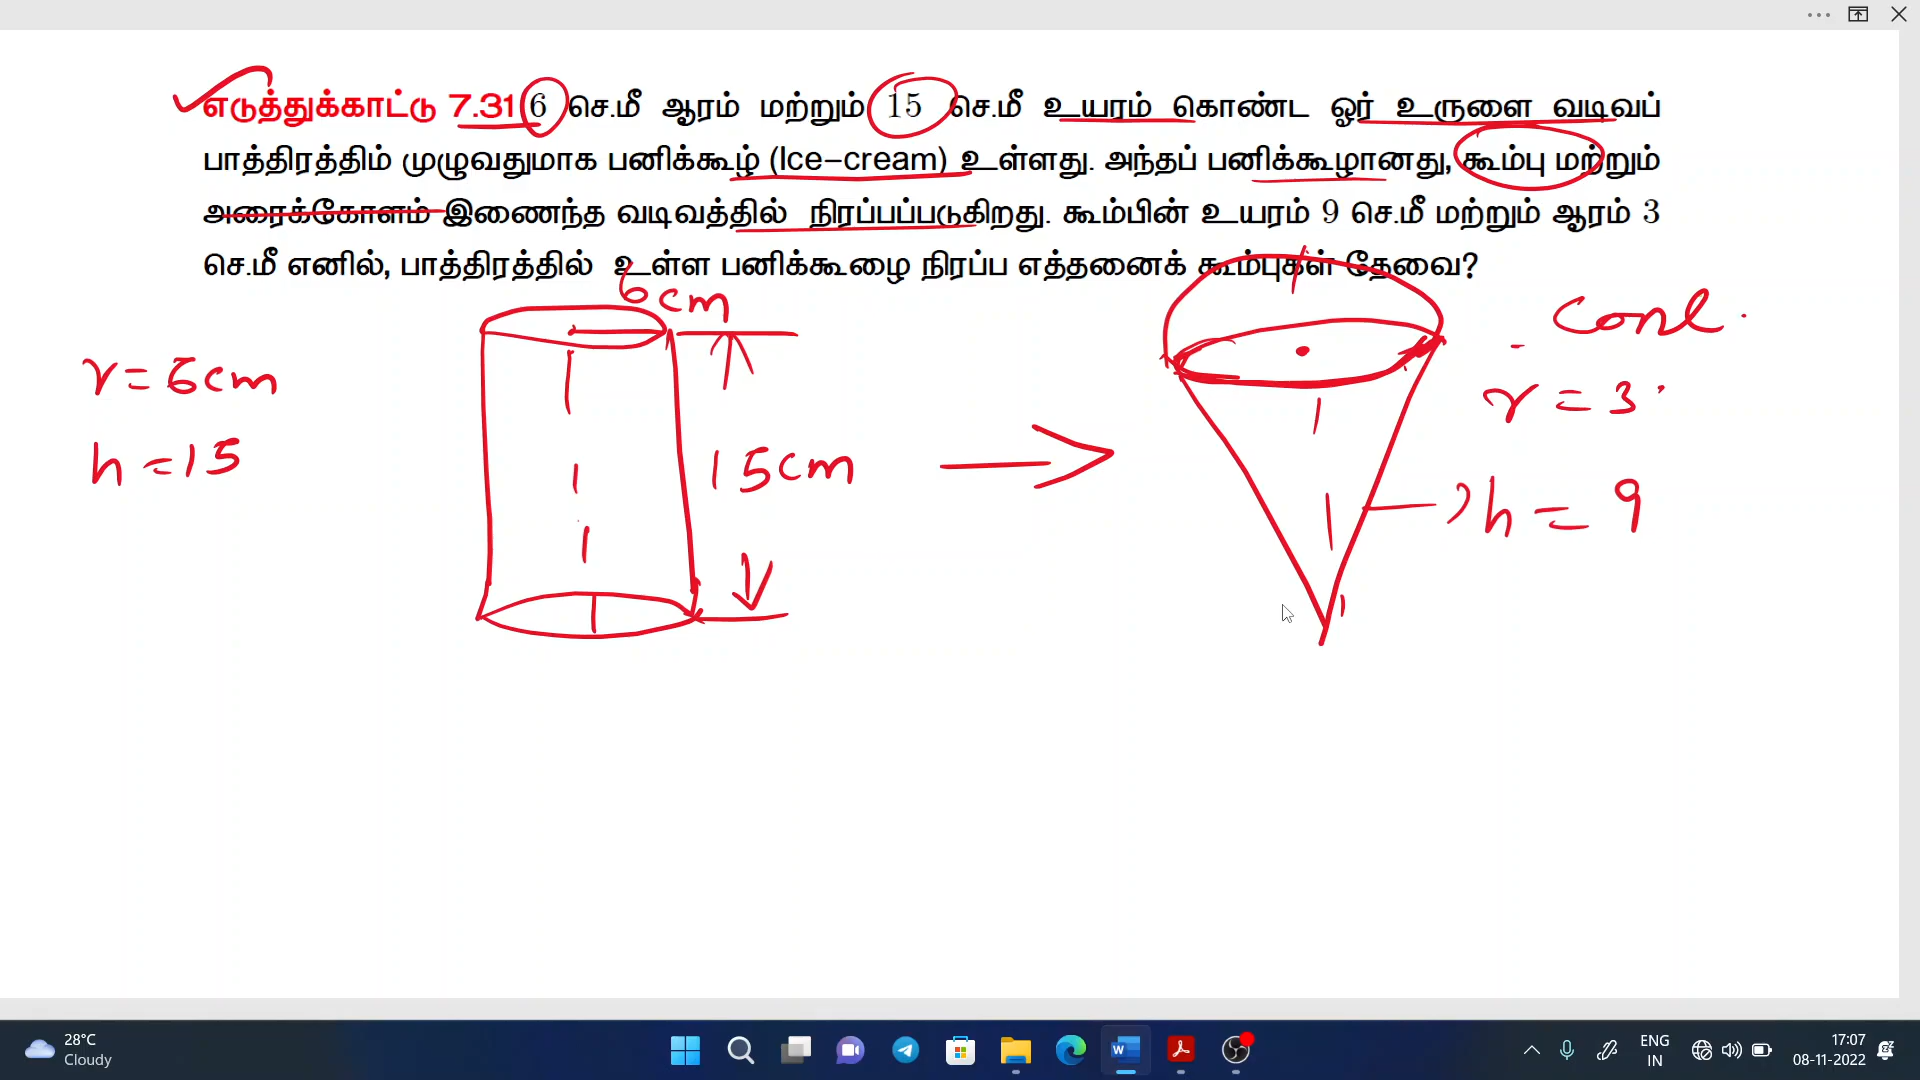 எடுத்துக்காட்டு 7.31 6 செ.மீ ஆரம் மற்றும் 15 செ.மீ உயரம் கொண்ட ஓர் உருளை வடிவப்
பாத்திரத்திம் முழுவதுமாக பனிக்கூழ் (Ice–cream) உள்ளது. அந்தப் பனிக்கூழானது, கூம்பு மற்றும்
அரைக்கோளம் இணைந்த வடிவத்தில் நிரப்பப்படுகிறது. கூம்பின் உயரம் 9 செ.மீ மற்றும் ஆரம் 3
செ.மீ எனில், பாத்திரத்தில் உள்ள பனிக்கூழை நிரப்ப எத்தனைக் கூம்புகள் தேவை?
6cm
cone
r=6cm
r=3
h=15
15cm
h=9
28°C
Cloudy
ENG
IN
17:07
08-11-2022